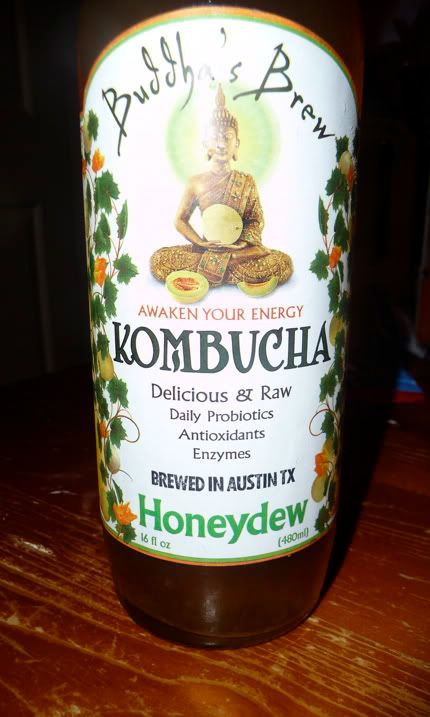 Buddha's Brew
AWAKEN YOUR ENERGY
KOMBUCHA
Delicious & Raw
Daily Probiotics
Antioxidants
Enzymes
BREWED IN AUSTIN TX
Honeydew
16 fl oz (480ml)